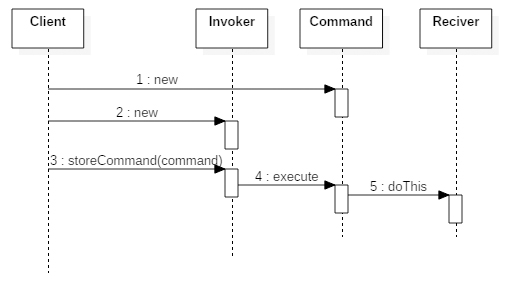 Client
Invoker
Command
Reciver
1 : new
2 : new
3 : storeCommand(command)
4 : execute
5 : doThis